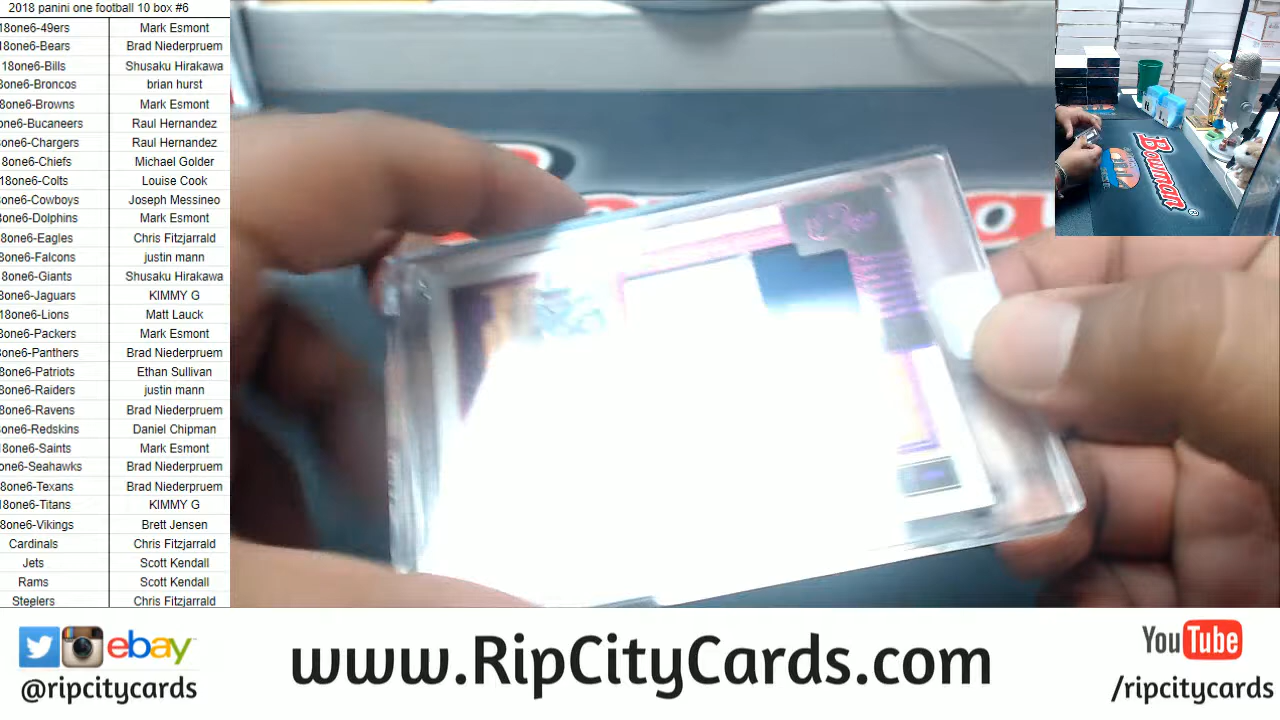 2018 panini one football 10 box #6
18one6-49ers Mark Esmont
18one6-Bears Brad Niederpruem
18one6-Bills Shusaku Hirakawa
8one6-Broncos brian hurst
8one6-Browns Mark Esmont
one6-Bucaneers Raul Hernandez
one6-Chargers Raul Hernandez
8one6-Chiefs Michael Golder
18one6-Colts Louise Cook
one6-Cowboys Joseph Messineo
8one6-Dolphins Mark Esmont
8one6-Eagles Chris Fitzjarrald
8one6-Falcons justin mann
8one6-Giants Shusaku Hirakawa
8one6-Jaguars KIMMY G
18one6-Lions Matt Lauck
8one6-Packers Mark Esmont
one6-Panthers Brad Niederpruem
8one6-Patriots Ethan Sullivan
8one6-Raiders justin mann
8one6-Ravens Brad Niederpruem
one6-Redskins Daniel Chipman
18one6-Saints Mark Esmont
one6-Seahawks Brad Niederpruem
8one6-Texans Brad Niederpruem
18one6-Titans KIMMY G
8one6-Vikings Brett Jensen
Cardinals Chris Fitzjarrald
Jets Scott Kendall
Rams Scott Kendall
Steelers Chris Fitzjarrald
Bowman
ebay
@ripcitycards
www.RipCityCards.com
YouTube
/ripcitycards